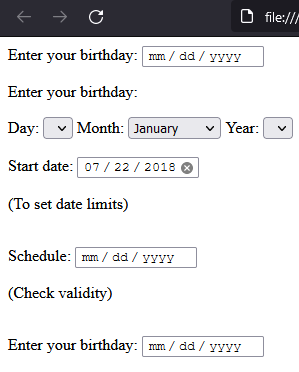 file:///
Enter your birthday: mm / dd / yyyy
Enter your birthday:
Day: Month: January Year:
Start date: 07 / 22 / 2018
(To set date limits)
Schedule: mm / dd / yyyy
(Check validity)
Enter your birthday: mm / dd / yyyy